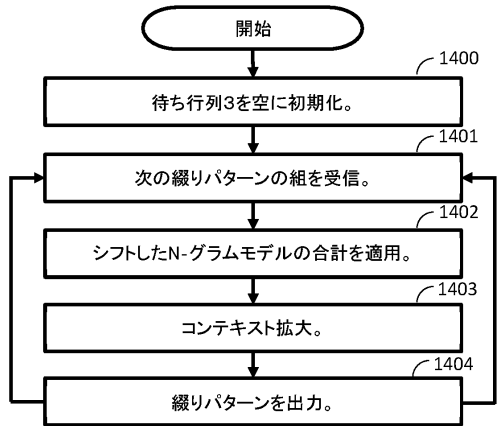 開始
1400
待ち行列3を空に初期化。
1401
次の綴りパターンの組を受信。
1402
シフトしたN-グラムモデルの合計を適用。
1403
コンテキスト拡大。
1404
綴りパターンを出力。